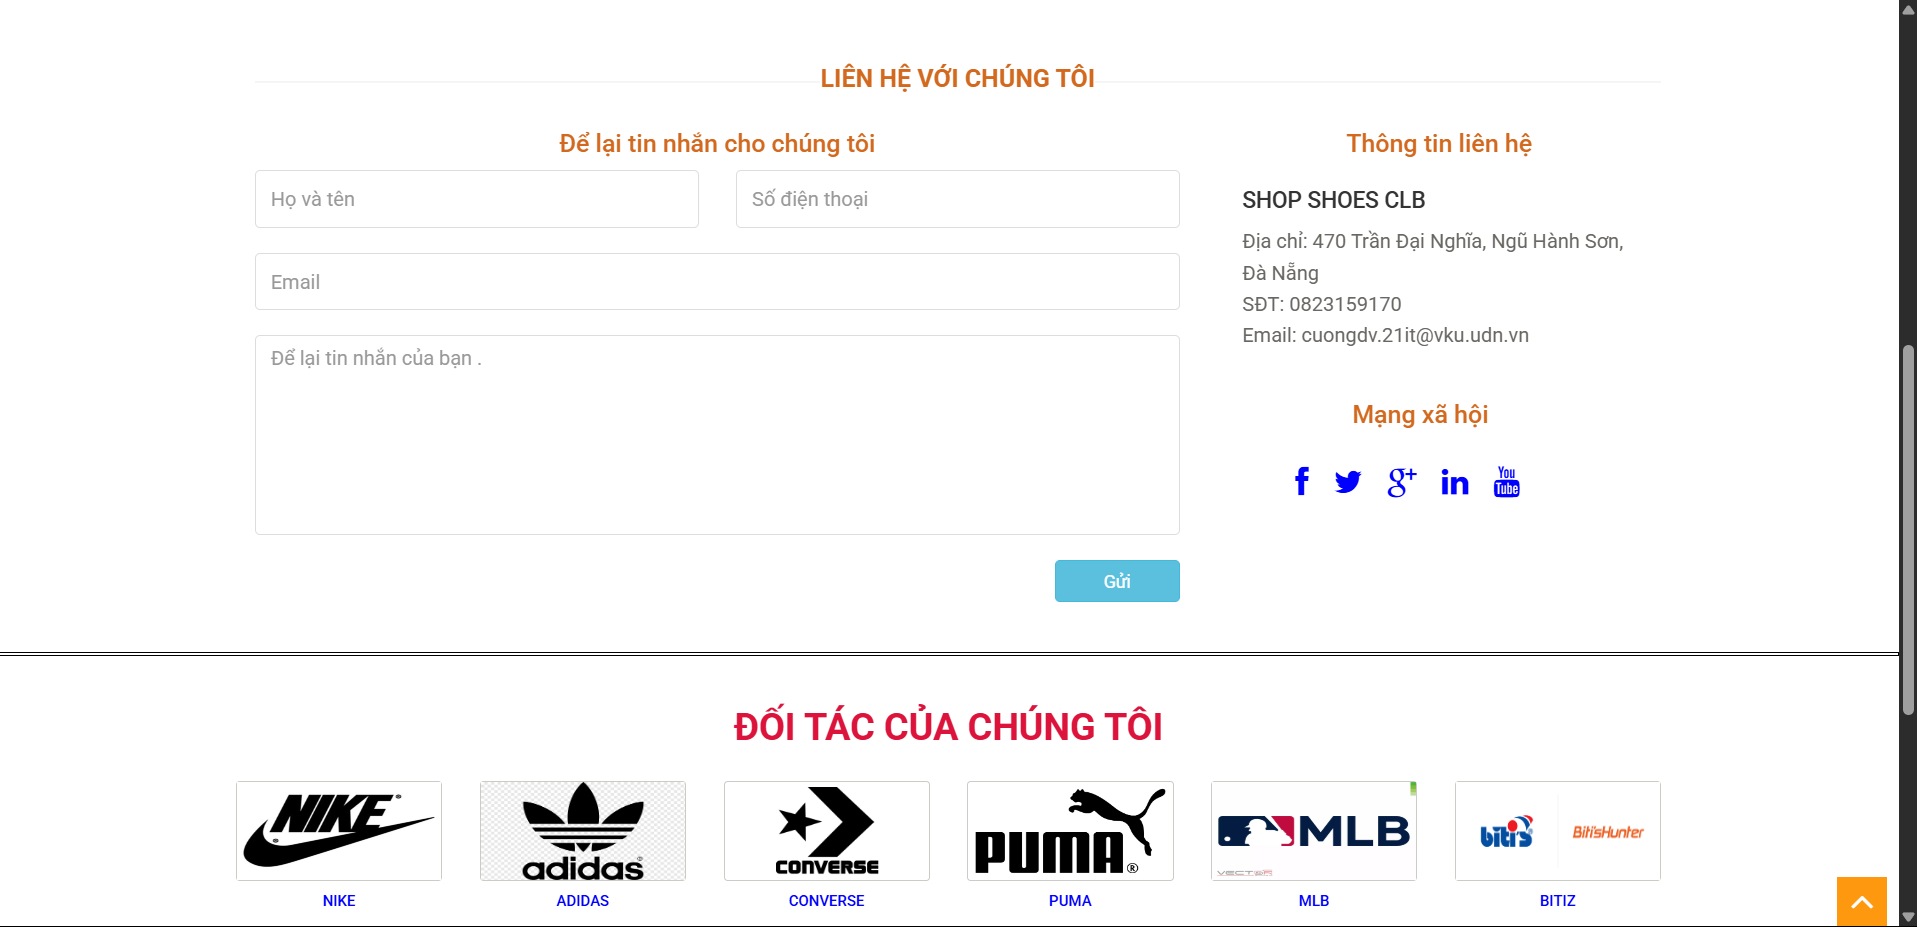 LIÊN HỆ VỚI CHÚNG TÔI
Để lại tin nhắn cho chúng tôi
Họ và tên
Số điện thoại
Email
Để lại tin nhắn của bạn .
Gửi
Thông tin liên hệ
SHOP SHOES CLB
Địa chỉ: 470 Trần Đại Nghĩa, Ngũ Hành Sơn,
Đà Nẵng
SĐT: 0823159170
Email: cuongdv.21it@vku.udn.vn
Mạng xã hội
f
g+
in
You
Tube
ĐỐI TÁC CỦA CHÚNG TÔI
NIKE
adidas
CONVERSE
PUMA®
MLB
biti's
Biti'sHunter
NIKE
ADIDAS
CONVERSE
PUMA
MLB
BITIZ